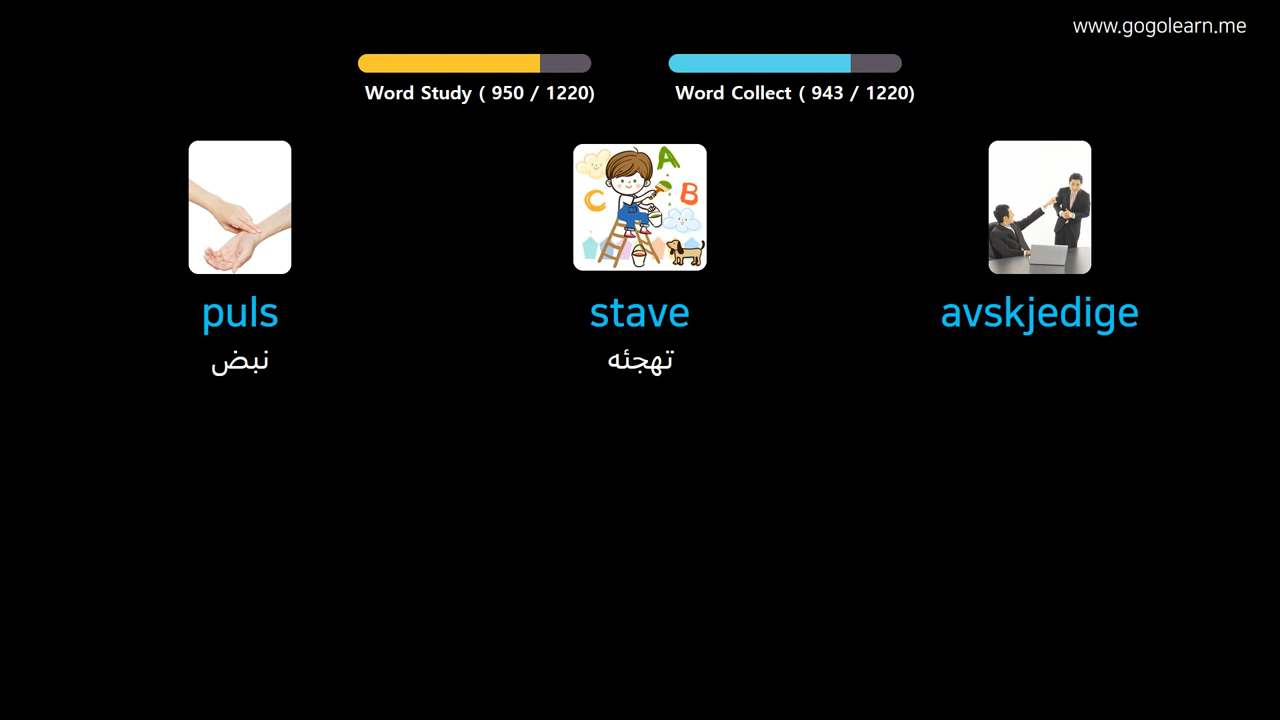 www.gogolearn.me
Word Study ( 950 / 1220)
Word Collect ( 943 / 1220)
A
B
C
puls
stave
avskjedige
نبض
تهجئه